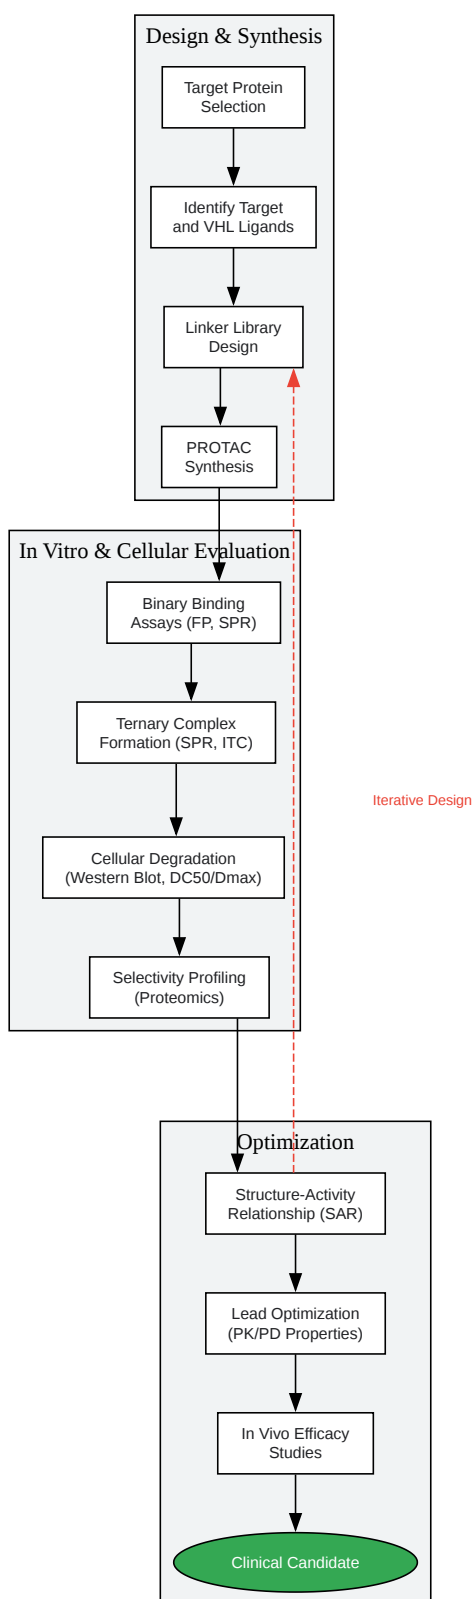 Design & Synthesis
Target Protein
Selection
Identify Target
and VHL Ligands
Linker Library
Design
PROTAC
Synthesis
In Vitro & Cellular Evaluation
Binary Binding
Assays (FP, SPR)
Ternary Complex
Formation (SPR, ITC)
Iterative Design
Cellular Degradation
(Western Blot, DC50/Dmax)
Selectivity Profiling
(Proteomics)
Optimization
Structure-Activity
Relationship (SAR)
Lead Optimization
(PK/PD Properties)
In Vivo Efficacy
Studies
Clinical Candidate